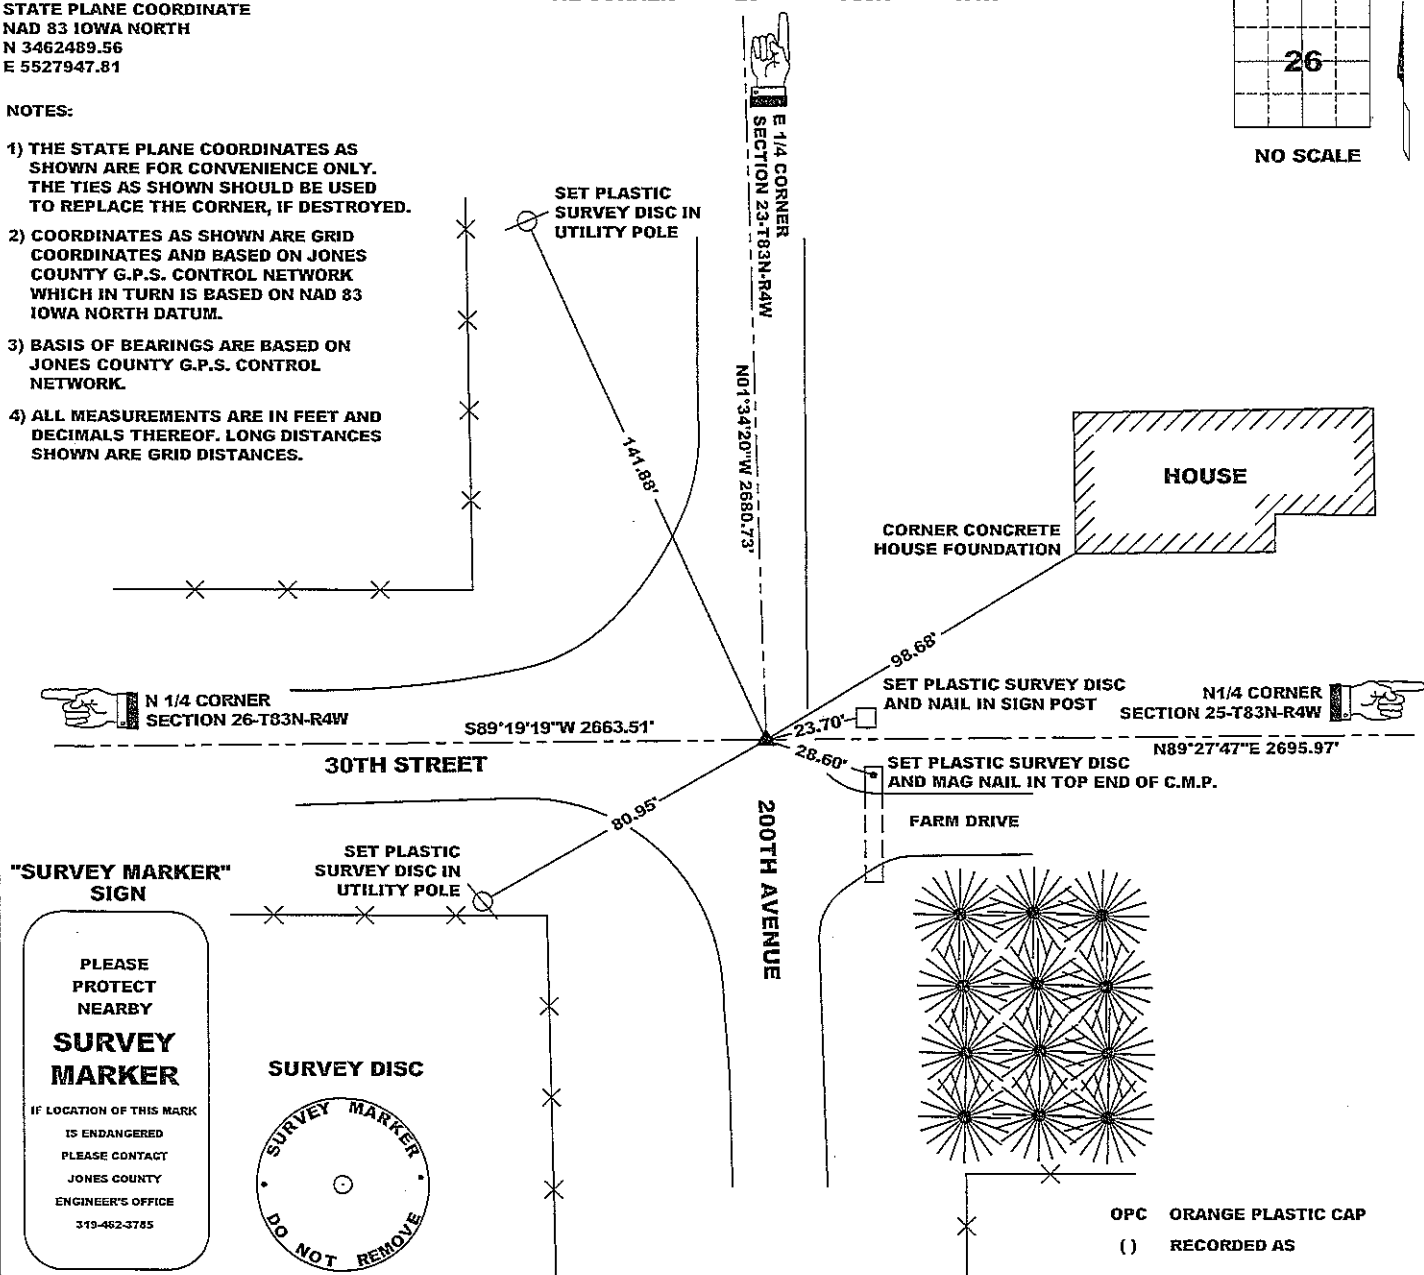 STATE PLANE COORDINATE
NAD 83 IOWA NORTH
N 3462489.56
E 5527947.81
NOTES:
1) THE STATE PLANE COORDINATES AS
SHOWN ARE FOR CONVENIENCE ONLY.
THE TIES AS SHOWN SHOULD BE USED
TO REPLACE THE CORNER, IF DESTROYED.
2) COORDINATES AS SHOWN ARE GRID
COORDINATES AND BASED ON JONES
COUNTY G.P.S. CONTROL NETWORK
WHICH IN TURN IS BASED ON NAD 83
IOWA NORTH DATUM.
3) BASIS OF BEARINGS ARE BASED ON
JONES COUNTY G.P.S. CONTROL
NETWORK.
4) ALL MEASUREMENTS ARE IN FEET AND
DECIMALS THEREOF. LONG DISTANCES
SHOWN ARE GRID DISTANCES.
26
NO SCALE
E 1/4 CORNER
SECTION 23-T83N-R4W
SET PLASTIC
SURVEY DISC IN
UTILITY POLE
N01°34'20"W 2680.73'
141.88'
HOUSE
CORNER CONCRETE
HOUSE FOUNDATION
98.68'
N 1/4 CORNER
SECTION 26-T83N-R4W
SET PLASTIC SURVEY DISC
AND NAIL IN SIGN POST
N1/4 CORNER
SECTION 25-T83N-R4W
S89°19'19"W 2663.51'
23.70'
N89°27'47"E 2695.97'
30TH STREET
28.60'
SET PLASTIC SURVEY DISC
AND MAG NAIL IN TOP END OF C.M.P.
80.95'
200TH AVENUE
FARM DRIVE
SET PLASTIC
SURVEY DISC IN
UTILITY POLE
"SURVEY MARKER"
SIGN
PLEASE
PROTECT
NEARBY
SURVEY
MARKER
IF LOCATION OF THIS MARK
IS ENDANGERED
PLEASE CONTACT
JONES COUNTY
ENGINEER'S OFFICE
319-462-3785
SURVEY DISC
SURVEY MARKER
DO NOT REMOVE
OPC ORANGE PLASTIC CAP
( ) RECORDED AS